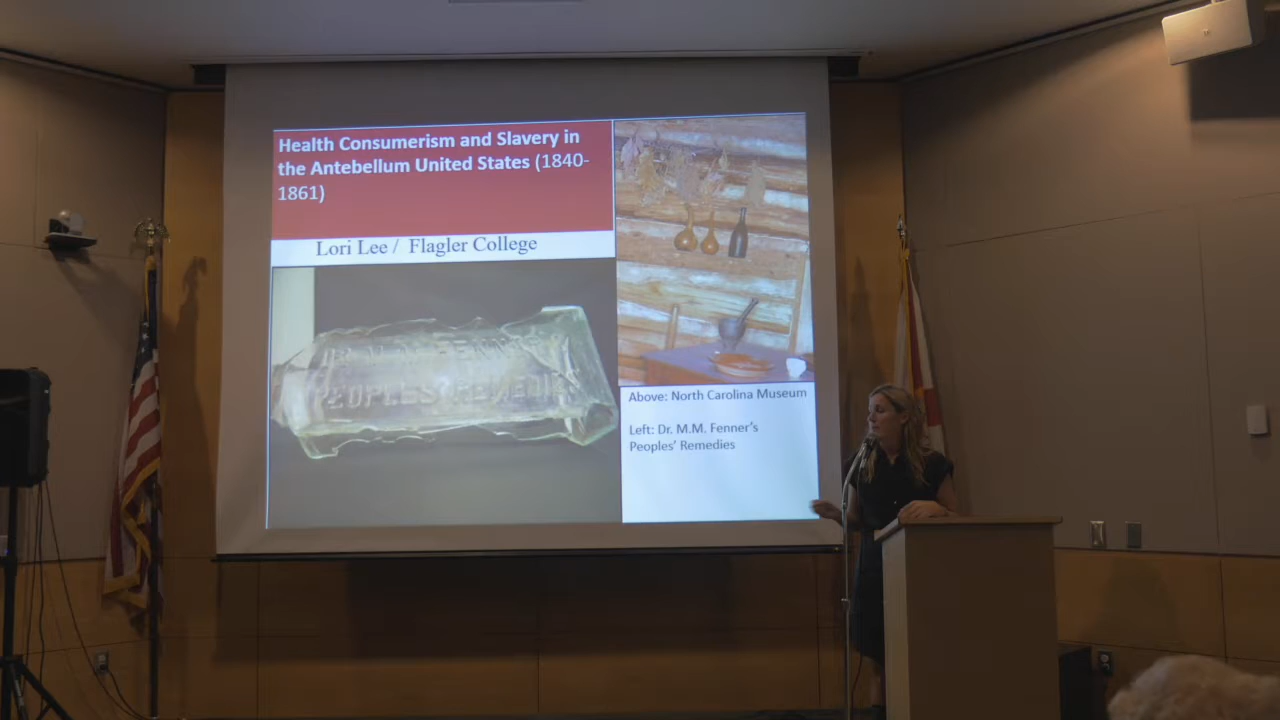 Health Consumerism and Slavery in
the Antebellum United States (1840-
1861)
Lori Lee / Flagler College
PEOPLES REMEDIES
Above: North Carolina Museum
Left: Dr. M.M. Fenner's
Peoples' Remedies